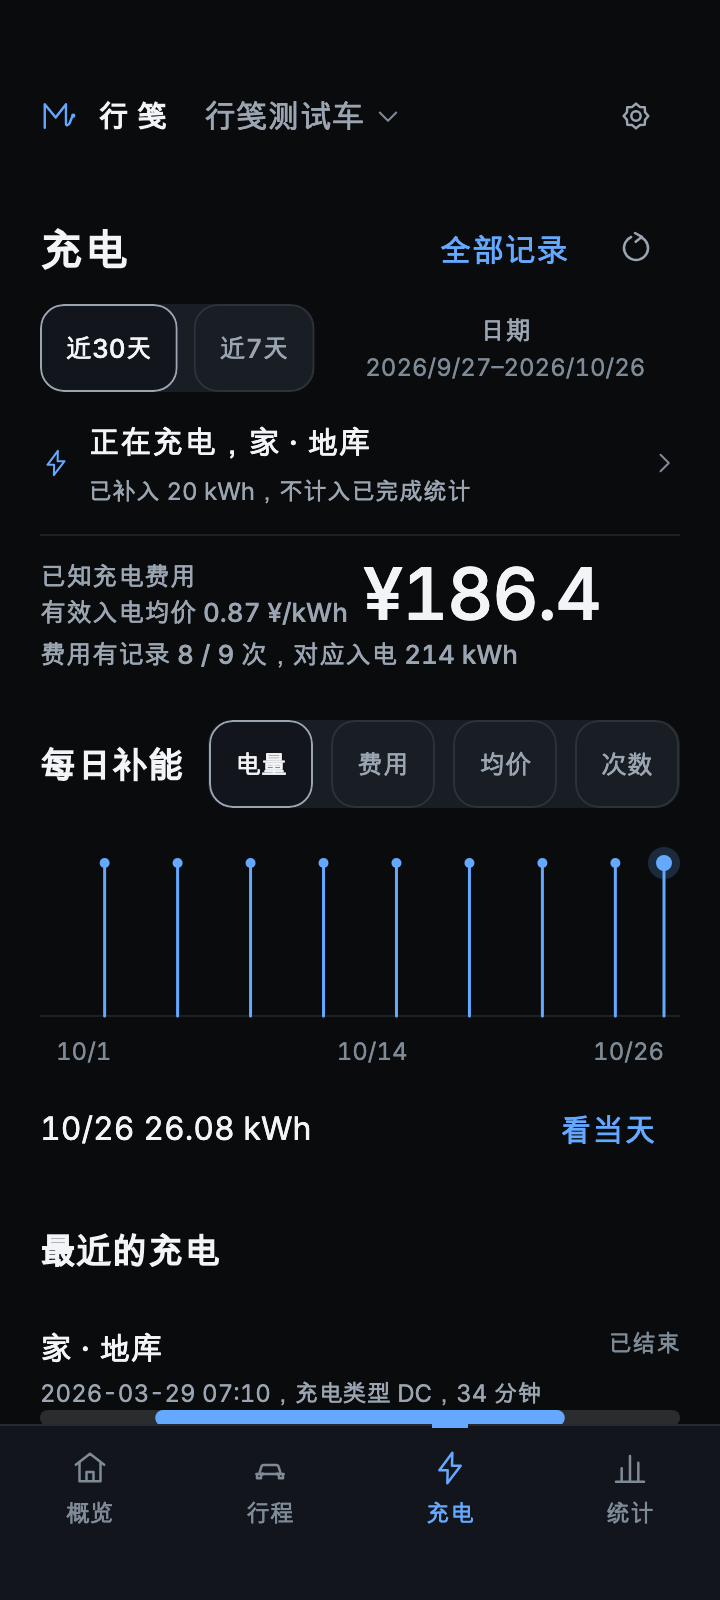 行笺 行笺测试车
充电 全部记录
近30天 近7天 日期
2026/9/27–2026/10/26
正在充电，家 · 地库
已补入 20 kWh，不计入已完成统计
已知充电费用
有效入电均价 0.87 ¥/kWh ¥186.4
费用有记录 8 / 9 次，对应入电 214 kWh
每日补能 电量 费用 均价 次数
10/1 10/14 10/26
10/26 26.08 kWh 看当天
最近的充电
家 · 地库 已结束
2026-03-29 07:10，充电类型 DC，34 分钟
概览 行程 充电 统计